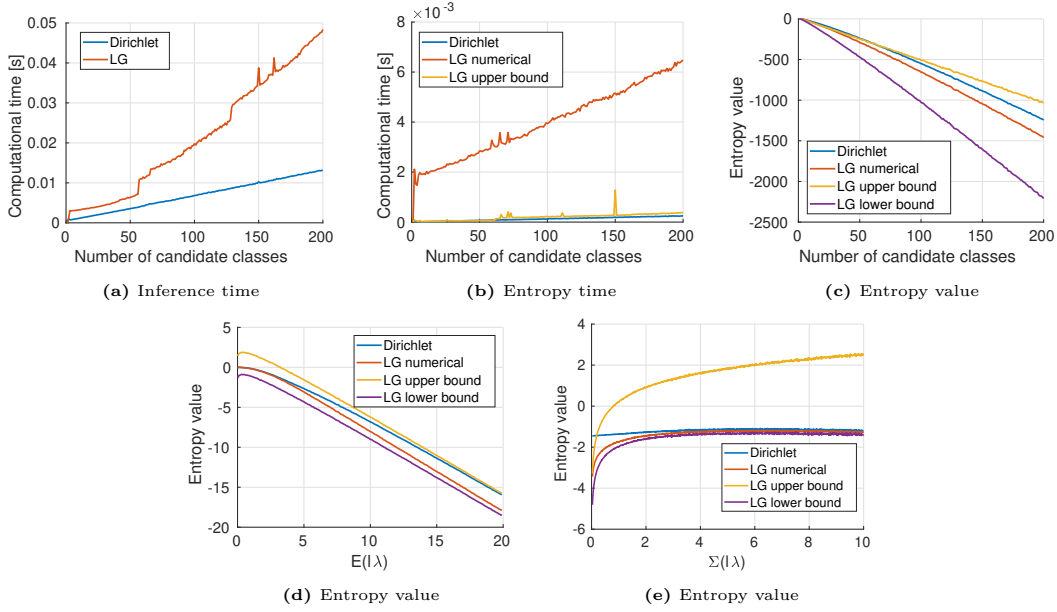 0.05
0.04
0.03
0.02
0.01
0
0 50 100 150 200
Computational time [s]
Number of candidate classes
Dirichlet
LG
(a) Inference time
×10⁻³
8
6
4
2
0
0 50 100 150 200
Computational time [s]
Number of candidate classes
Dirichlet
LG numerical
LG upper bound
(b) Entropy time
0
-500
-1000
-1500
-2000
-2500
0 50 100 150 200
Entropy value
Number of candidate classes
Dirichlet
LG numerical
LG upper bound
LG lower bound
(c) Entropy value
5
0
-5
-10
-15
-20
0 5 10 15 20
Entropy value
E(lλ)
Dirichlet
LG numerical
LG upper bound
LG lower bound
(d) Entropy value
4
2
0
-2
-4
-6
0 2 4 6 8 10
Entropy value
Σ(lλ)
Dirichlet
LG numerical
LG upper bound
LG lower bound
(e) Entropy value